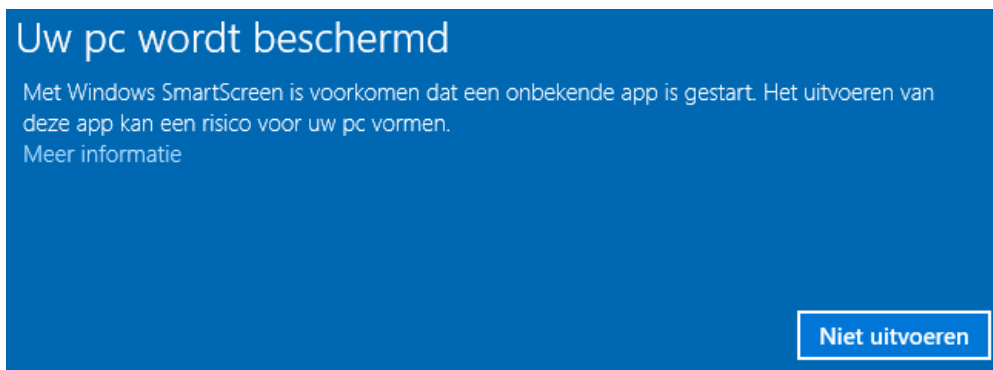 Uw pc wordt beschermd
Met Windows SmartScreen is voorkomen dat een onbekende app is gestart. Het uitvoeren van
deze app kan een risico voor uw pc vormen.
Meer informatie
Niet uitvoeren